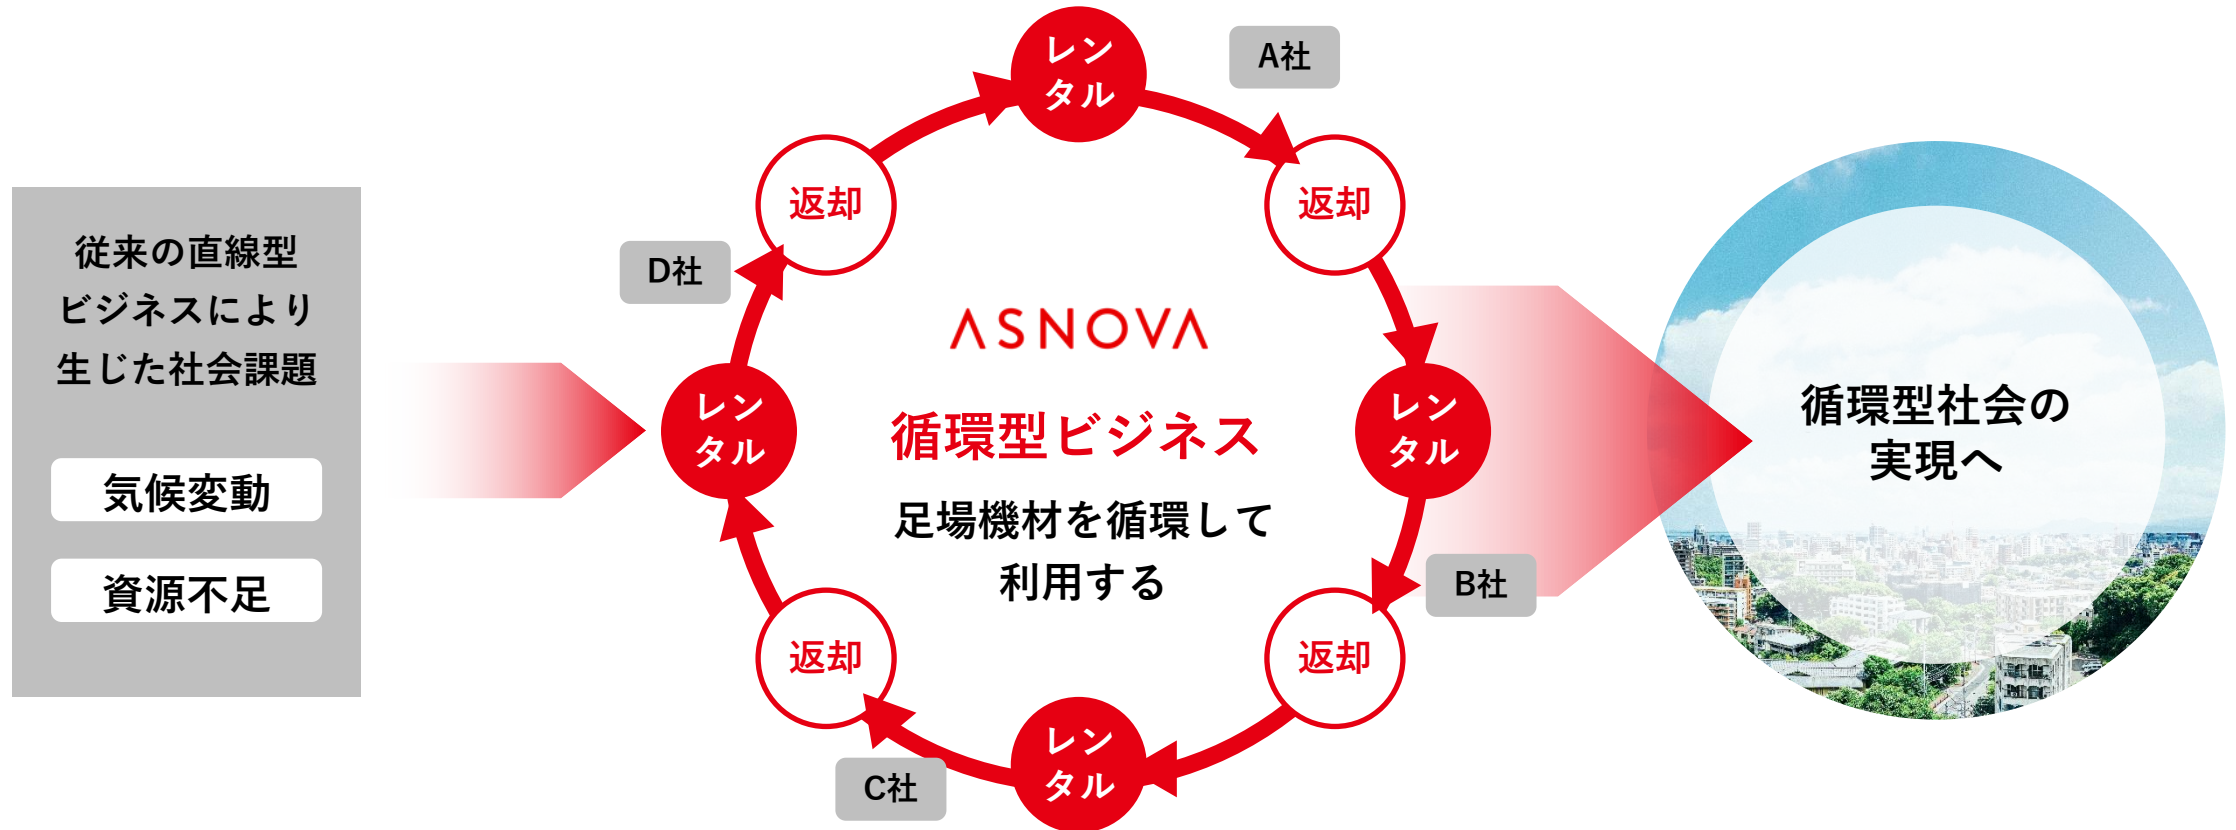 従来の直線型
ビジネスにより
生じた社会課題
気候変動
資源不足
レン
タル
A社
返却
レン
タル
B社
返却
レン
タル
C社
返却
レン
タル
D社
返却
ASNOVA
循環型ビジネス
足場機材を循環して
利用する
循環型社会の
実現へ